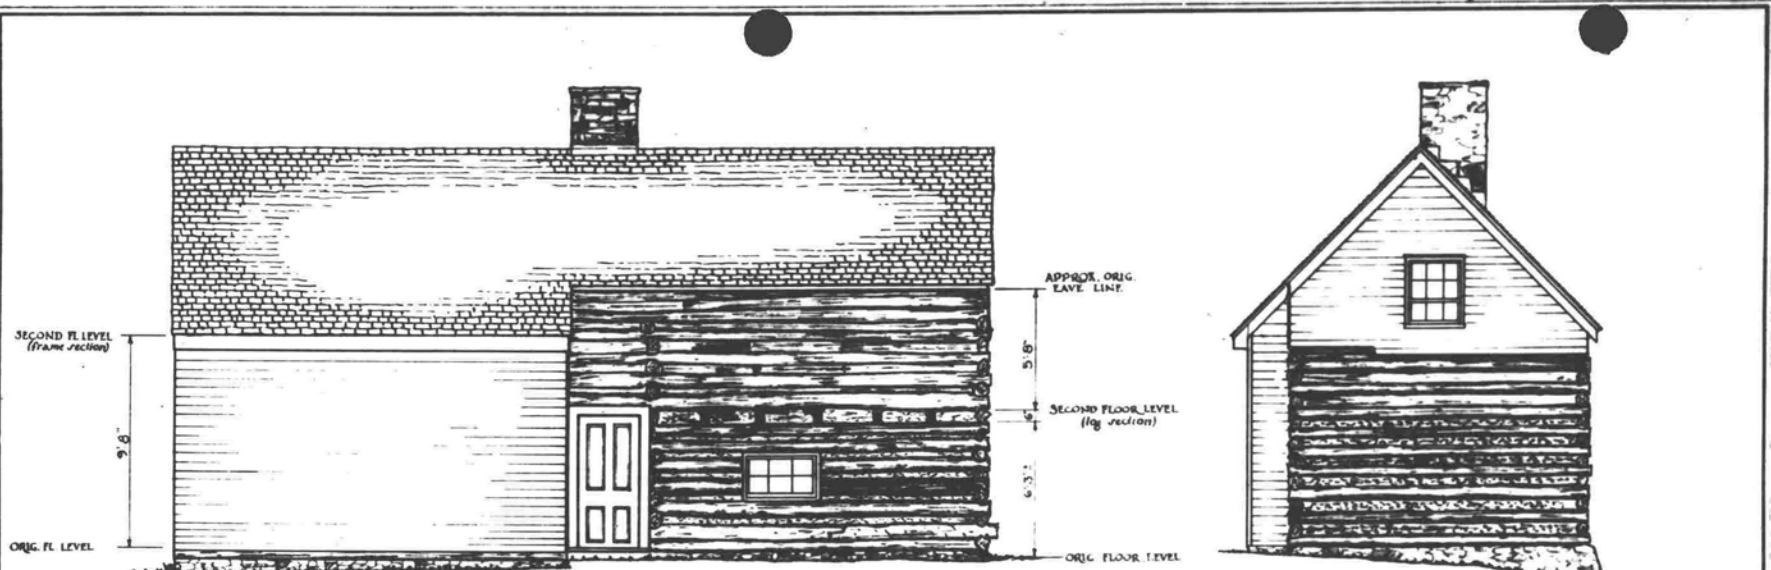 SECOND FL LEVEL
(frame section)
9'8"
ORIG. FL LEVEL
APPROX. ORIG.
EAVE LINE
5'8"
6"
SECOND FLOOR LEVEL
(log section)
6'3"
ORIG FLOOR LEVEL